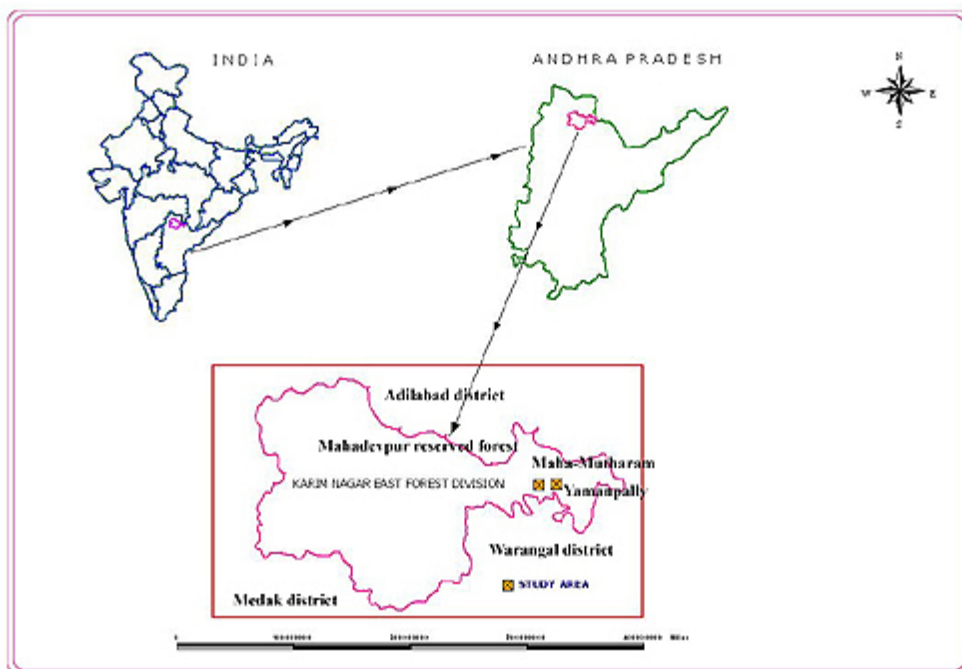 INDIA
ANDHRA PRADESH
N
W E
S
Adilabad district
Mahadevpur reserved forest
Maha-Mutharam
KARIM NAGAR EAST FOREST DIVISION
Yamanpally
Warangal district
STUDY AREA
Medak district
0